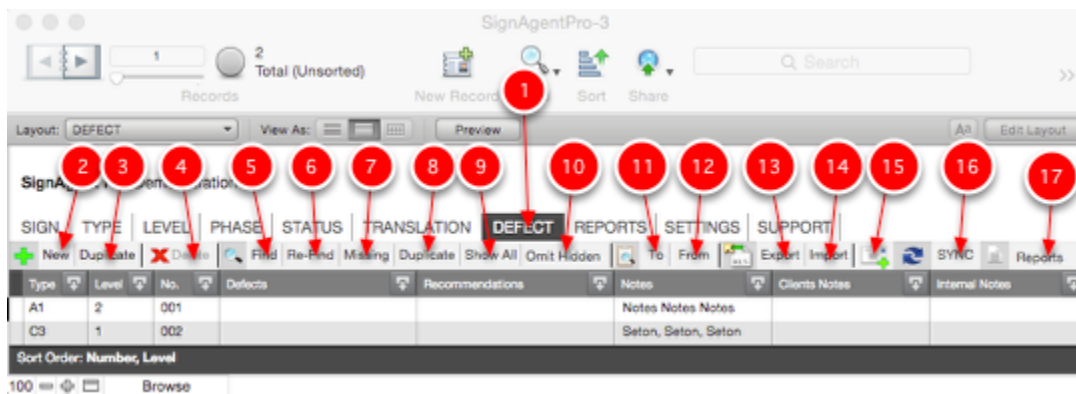 SignAgentPro-3
1
2
Total (Unsorted)
Records
New Record
Sort
Share
Search
Layout: DEFECT View As: Preview Aa Edit Layout
1
2 3 4 5 6 7 8 9 10 11 12 13 14 15 16 17
SIGN TYPE LEVEL PHASE STATUS TRANSLATION DEFECT REPORTS SETTINGS SUPPORT
New Duplicate Delete Find Re-Find Missing Duplicate Show All Omit Hidden To From Export Import SYNC Reports
Type Level No. Defects Recommendations Notes Clients Notes Internal Notes
A1 2 001 Notes Notes Notes
C3 1 002 Seton, Seton, Seton
Sort Order: Number, Level
100 Browse